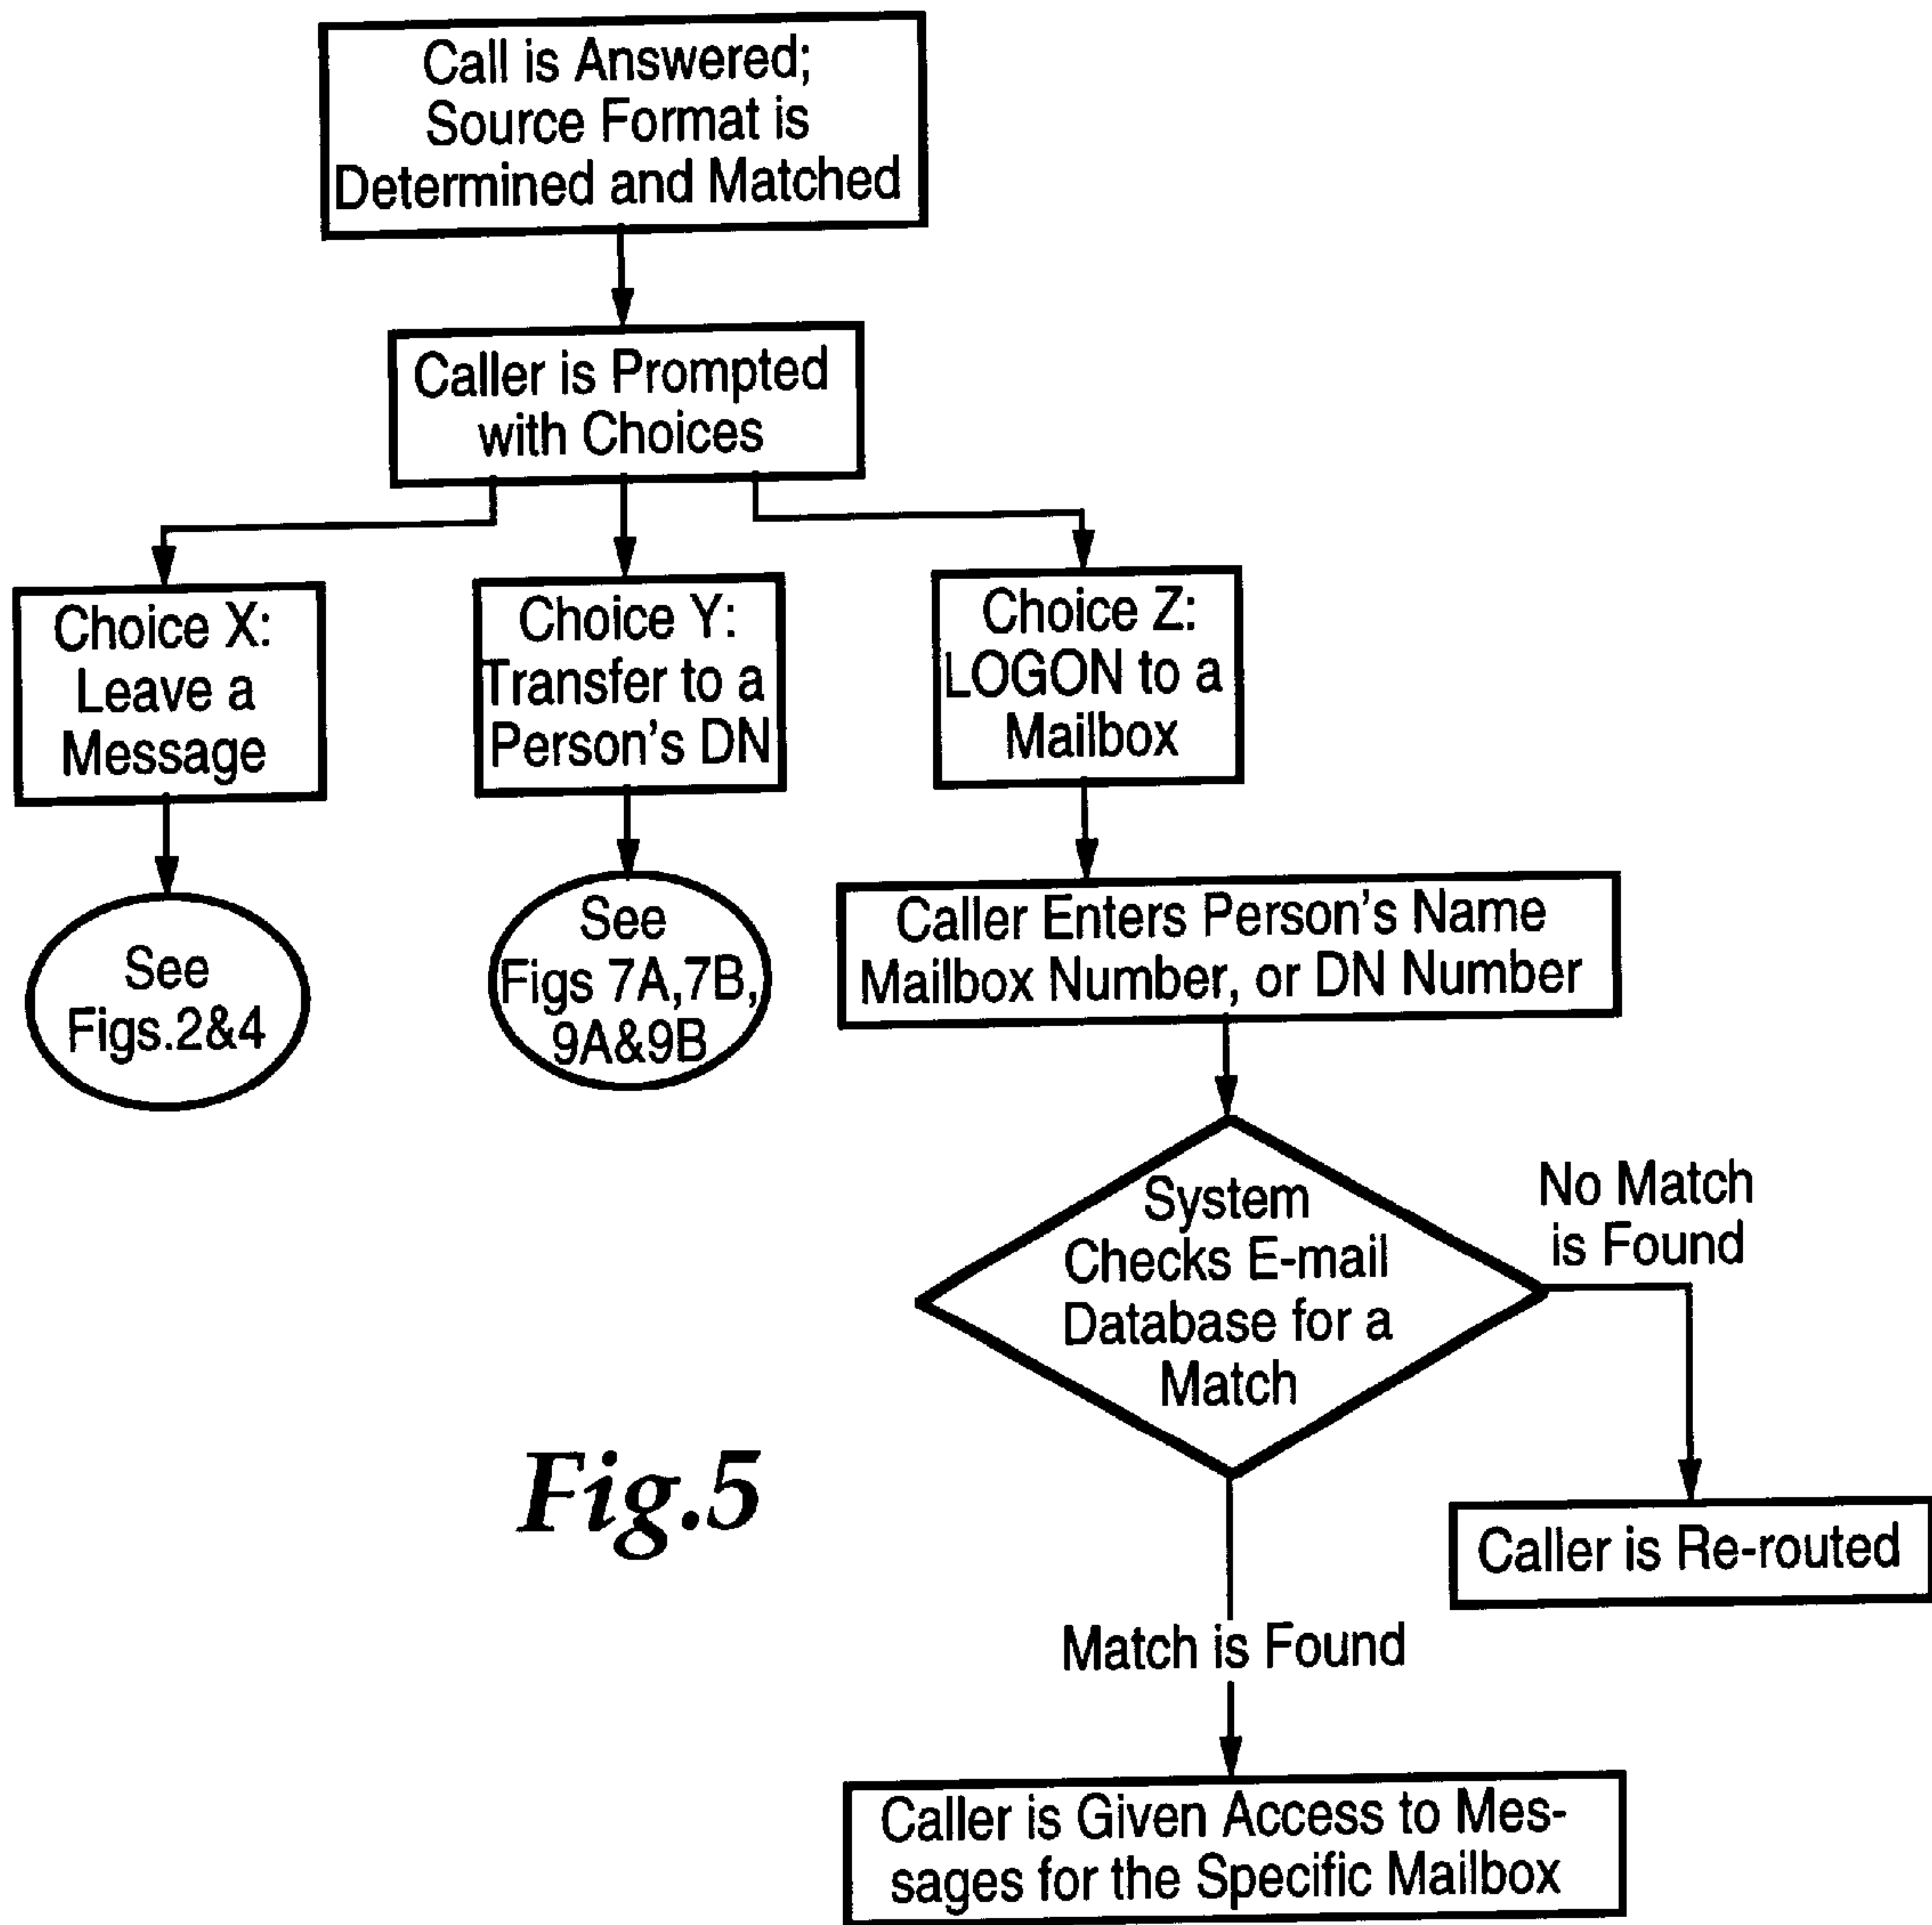 Call is Answered;
Source Format is
Determined and Matched
Caller is Prompted
with Choices
Choice X:
Leave a
Message
Choice Y:
Transfer to a
Person's DN
Choice Z:
LOGON to a
Mailbox
See
Figs.2&4
See
Figs 7A,7B,
9A&9B
Caller Enters Person's Name
Mailbox Number, or DN Number
System
Checks E-mail
Database for a
Match
No Match
is Found
Caller is Re-routed
Match is Found
Caller is Given Access to Mes-
sages for the Specific Mailbox
Fig.5